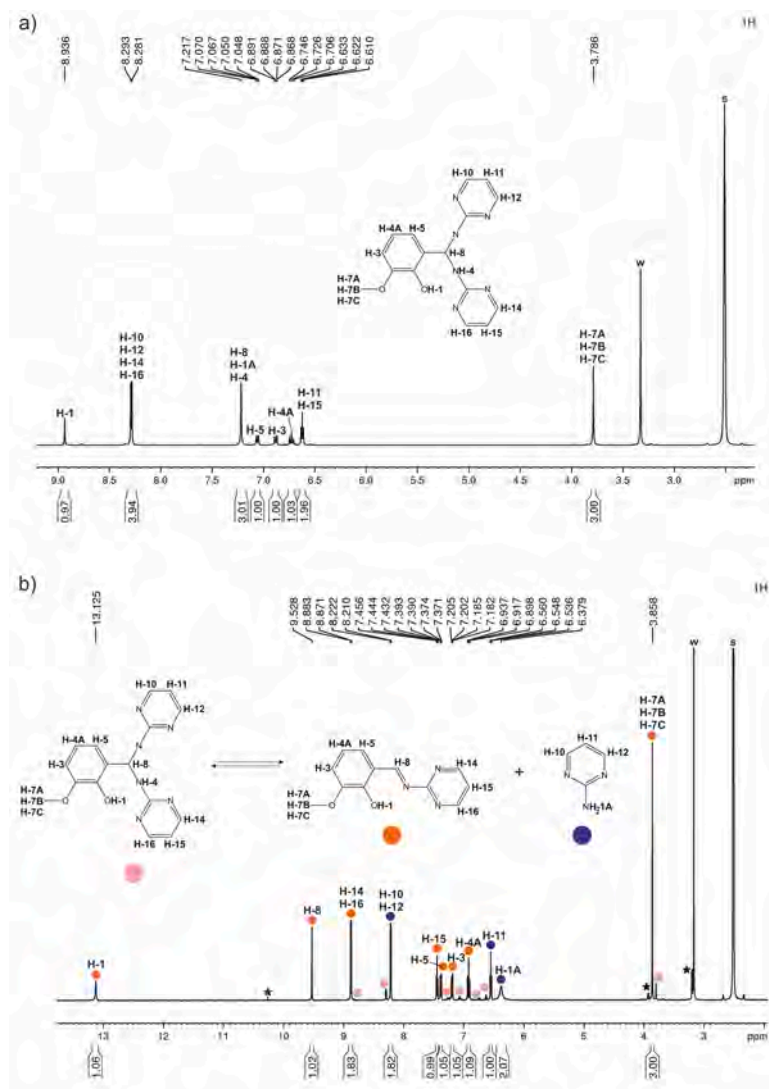 a)
1H
8.936
8.293
8.281
7.217
7.070
7.067
7.050
7.048
6.891
6.888
6.871
6.868
6.746
6.726
6.706
6.633
6.622
6.610
3.786
S
H-10 H-11
N H-12
N
N
H-4A H-5
H-8
H-3 N H-4
H-7A
H-7B O OH-1 N N H-14
H-7C
H-16 H-15
W
H-10
H-12
H-14
H-16
H-8
H-1A
H-4
H-11
H-15
H-7A
H-7B
H-7C
H-1
H-5 H-3 H-4A
9.0 8.0 7.0 6.0 5.5 5.0 4.5 4.0 3.5 3.0 ppm
0.97 3.94 3.01 1.00 1.00 1.03 1.96 3.00
b)
1H
13.125
9.528
8.883
8.871
8.222
8.210
7.456
7.444
7.432
7.393
7.390
7.374
7.371
7.205
7.202
7.185
7.182
6.937
6.917
6.898
6.560
6.548
6.536
6.379
3.858
W S
H-10 H-11
N H-12
N
N
H-4A H-5
H-8
H-3 N H-4
H-7A
H-7B O OH-1 N N H-14
H-7C
H-16 H-15
H-4A H-5 H-8
H-3 N N H-14
H-15
H-7A
H-7B O OH-1 N H-16
H-7C
+
H-11
H-10 H-12
N N
NH21A
H-7A
H-7B
H-7C
H-14
H-16
H-10
H-12
H-8
H-15 H-4A H-11
H-5 H-3
H-1A
H-1
13 12 11 10 9 8 7 6 5 4 3 2 ppm
1.06 1.02 1.83 1.82 0.99 1.05 1.05 1.09 1.00 2.07 3.00